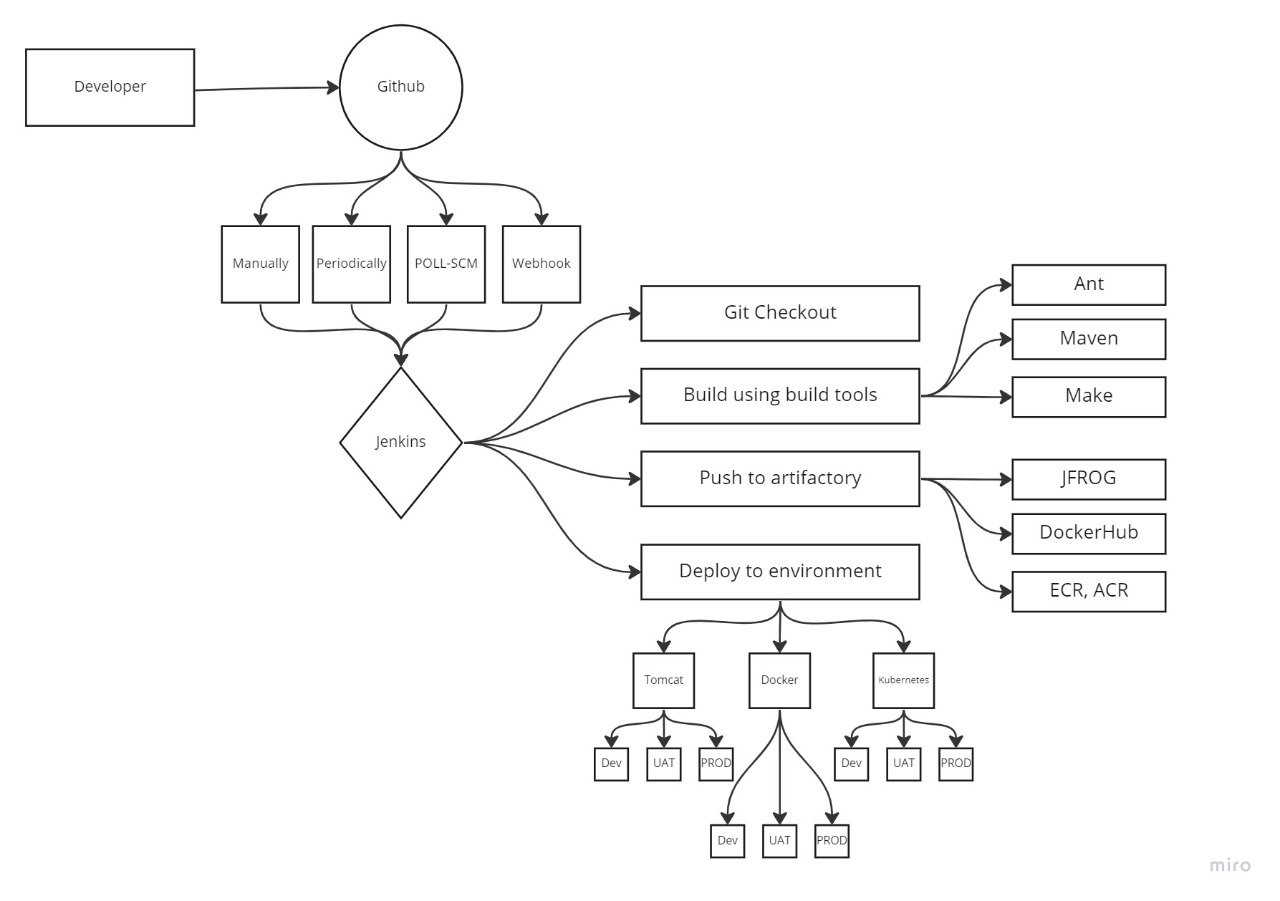 Developer
Github
Manually
Periodically
POLL-SCM
Webhook
Jenkins
Git Checkout
Build using build tools
Push to artifactory
Deploy to environment
Ant
Maven
Make
JFROG
DockerHub
ECR, ACR
Tomcat
Docker
Kubernetes
Dev
UAT
PROD
Dev
UAT
PROD
Dev
UAT
PROD
miro